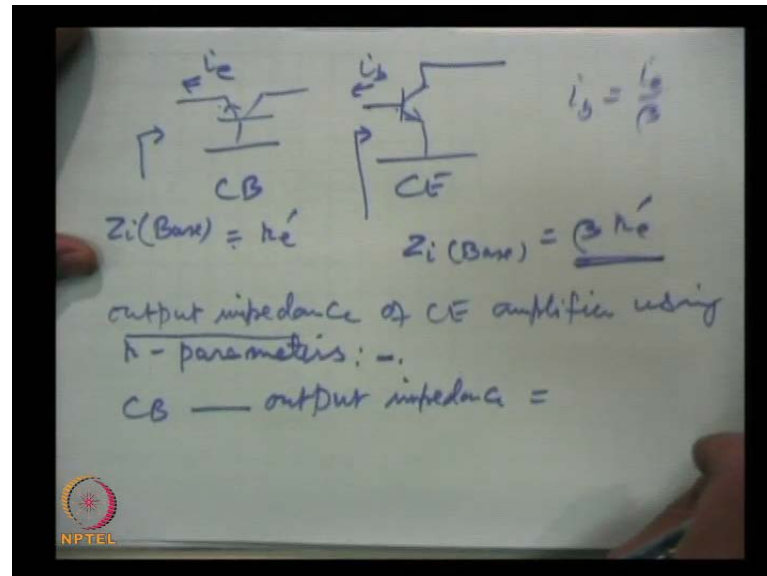 ie ib ib = ie/β
CB CE
Zi (Base) = re′ Zi (Base) = β re′
output impedance of CE amplifier using
r - parameters : -.
CB — output impedance =
NPTEL